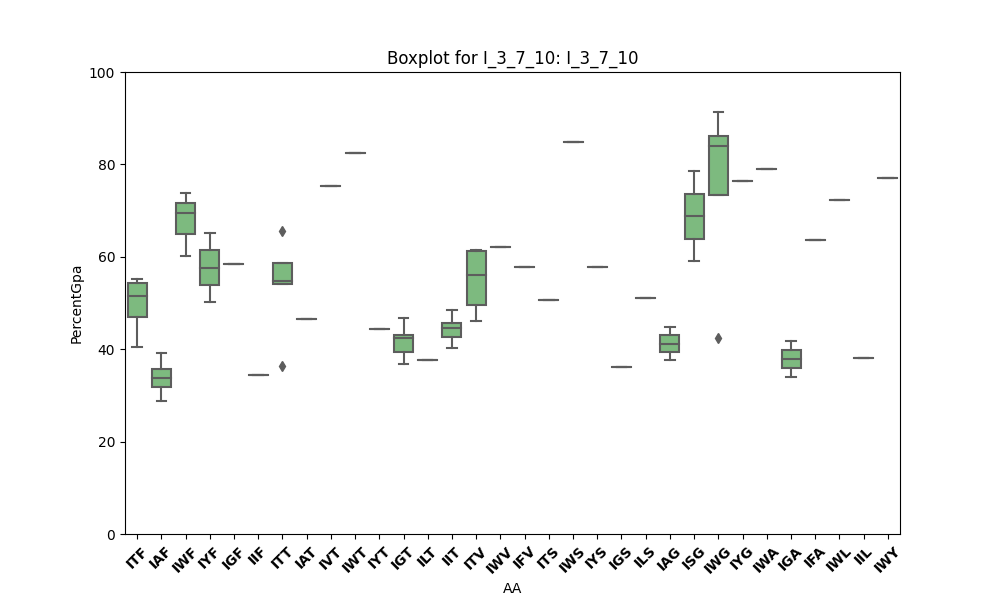 Boxplot for I_3_7_10: I_3_7_10
PercentGpa
100
80
60
40
20
0
ITF IAF IWF IYF IGF IIF ITT IAT IVT IWT IYT IGT ILT IIT ITV IWV IFV ITS IWS IYS IGS ILS IAG ISG IWG IYG IWA IGA IFA IWL IIL IWY
AA